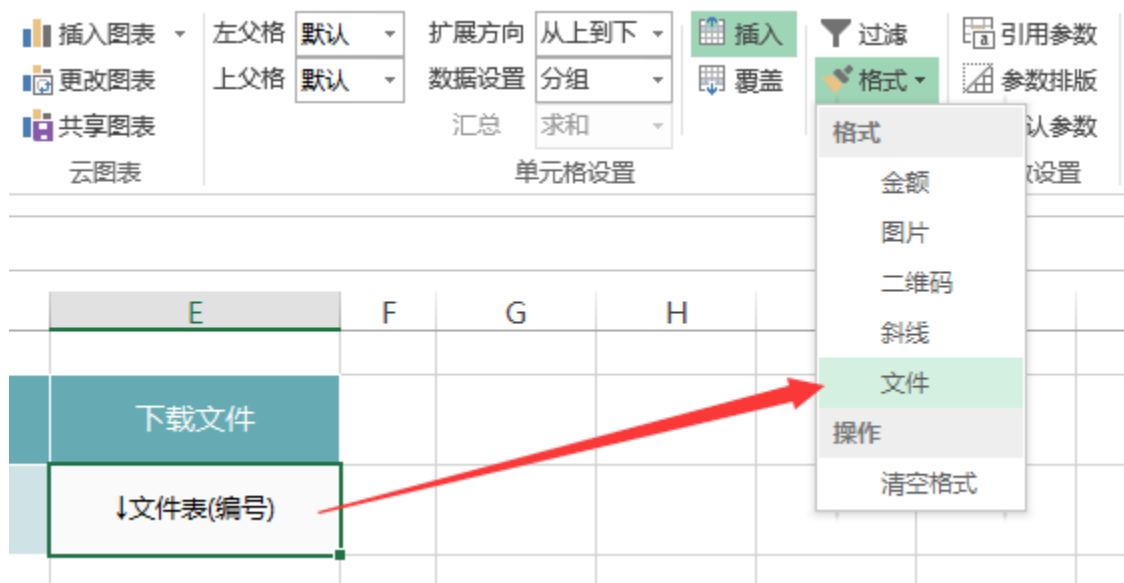 插入图表 左父格 默认 扩展方向 从上到下 插入 过滤 引用参数
更改图表 上父格 默认 数据设置 分组 覆盖 格式 参数排版
共享图表 汇总 求和 认参数
云图表 单元格设置 设置
格式
金额
图片
二维码
斜线
文件
操作
清空格式
E F G H
下载文件
↓文件表(编号)